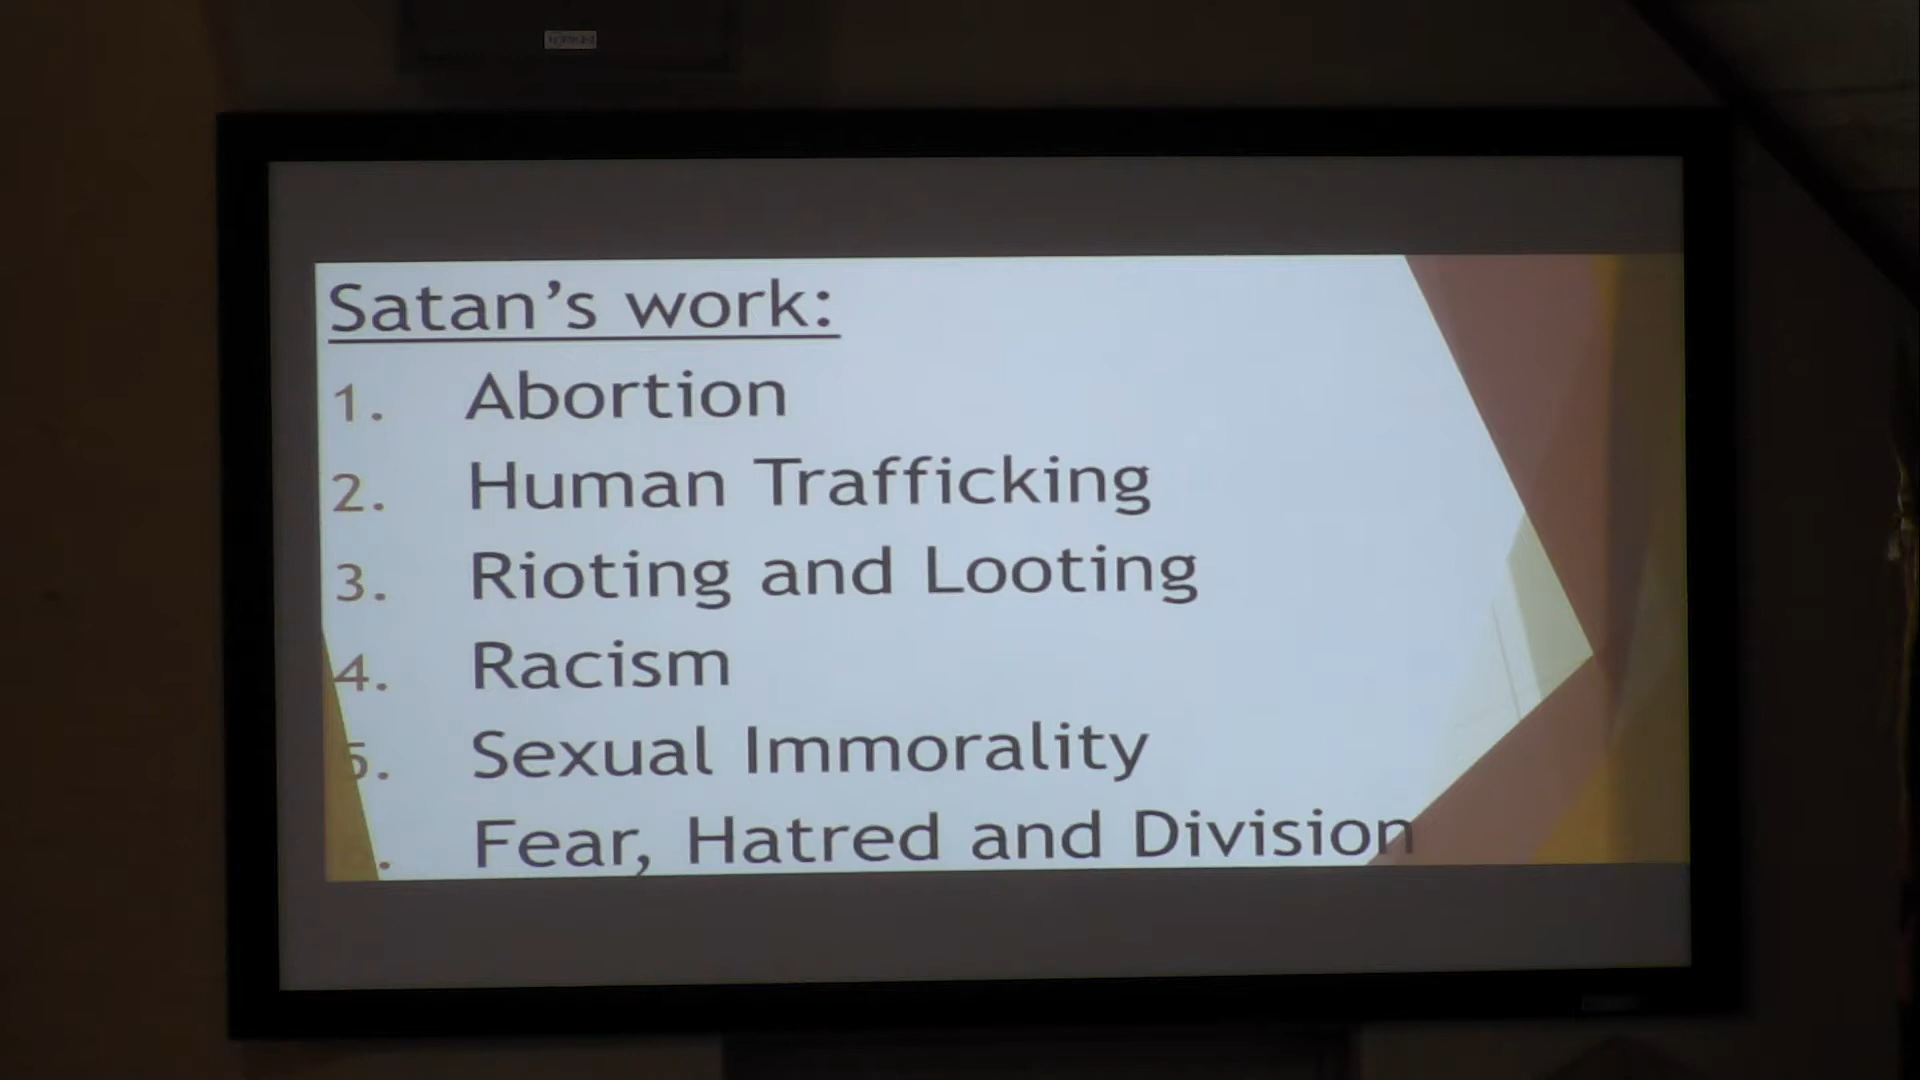 Satan's work:
1. Abortion
2. Human Trafficking
3. Rioting and Looting
4. Racism
5. Sexual Immorality
. Fear, Hatred and Division